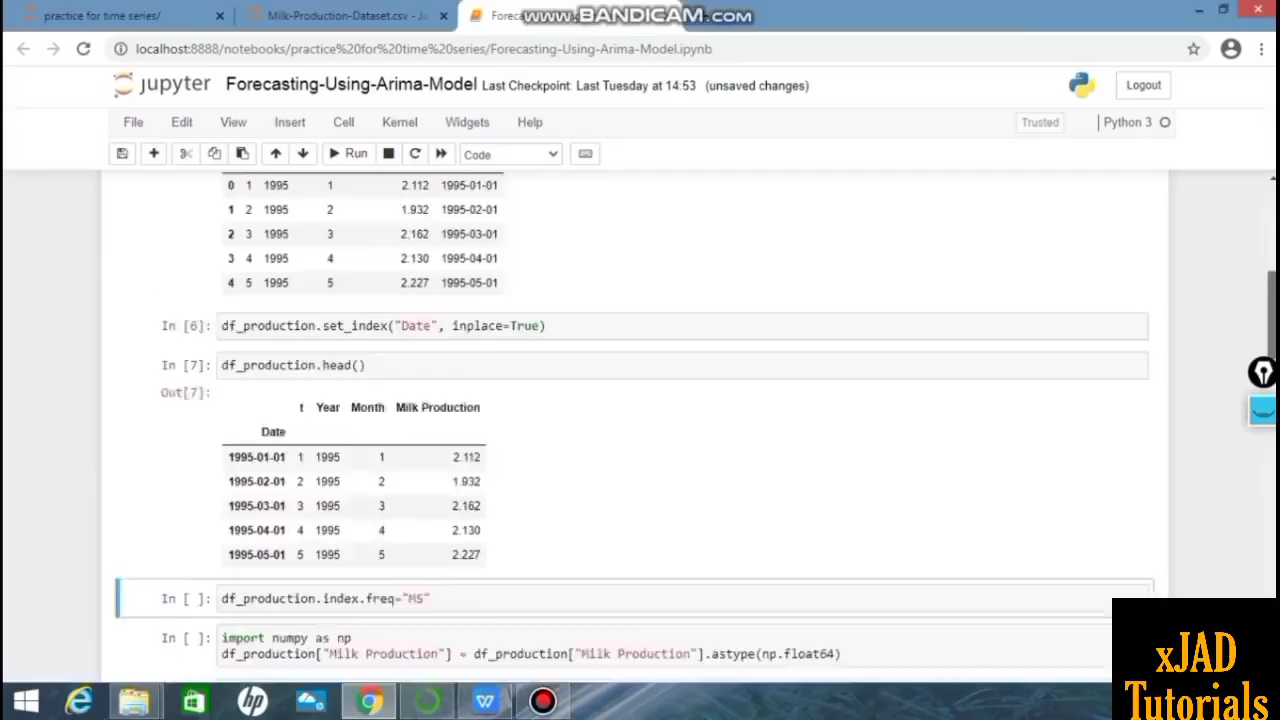 practice for time series/
Milk-Production-Dataset.csv - Ju
Foreca
www.BANDICAM.com
localhost:8888/notebooks/practice%20for%20time%20series/Forecasting-Using-Arima-Model.ipynb
jupyter Forecasting-Using-Arima-Model Last Checkpoint: Last Tuesday at 14:53 (unsaved changes)
Logout
File Edit View Insert Cell Kernel Widgets Help
Trusted
Python 3
Run
Code
0 1 1995 1 2.112 1995-01-01
1 2 1995 2 1.932 1995-02-01
2 3 1995 3 2.162 1995-03-01
3 4 1995 4 2.130 1995-04-01
4 5 1995 5 2.227 1995-05-01
In [6]: df_production.set_index("Date", inplace=True)
In [7]: df_production.head()
Out[7]:
t Year Month Milk Production
Date
1995-01-01 1 1995 1 2.112
1995-02-01 2 1995 2 1.932
1995-03-01 3 1995 3 2.162
1995-04-01 4 1995 4 2.130
1995-05-01 5 1995 5 2.227
In [ ]: df_production.index.freq="MS"
In [ ]: import numpy as np
df_production["Milk Production"] = df_production["Milk Production"].astype(np.float64)
xJAD
Tutorials
hp
W